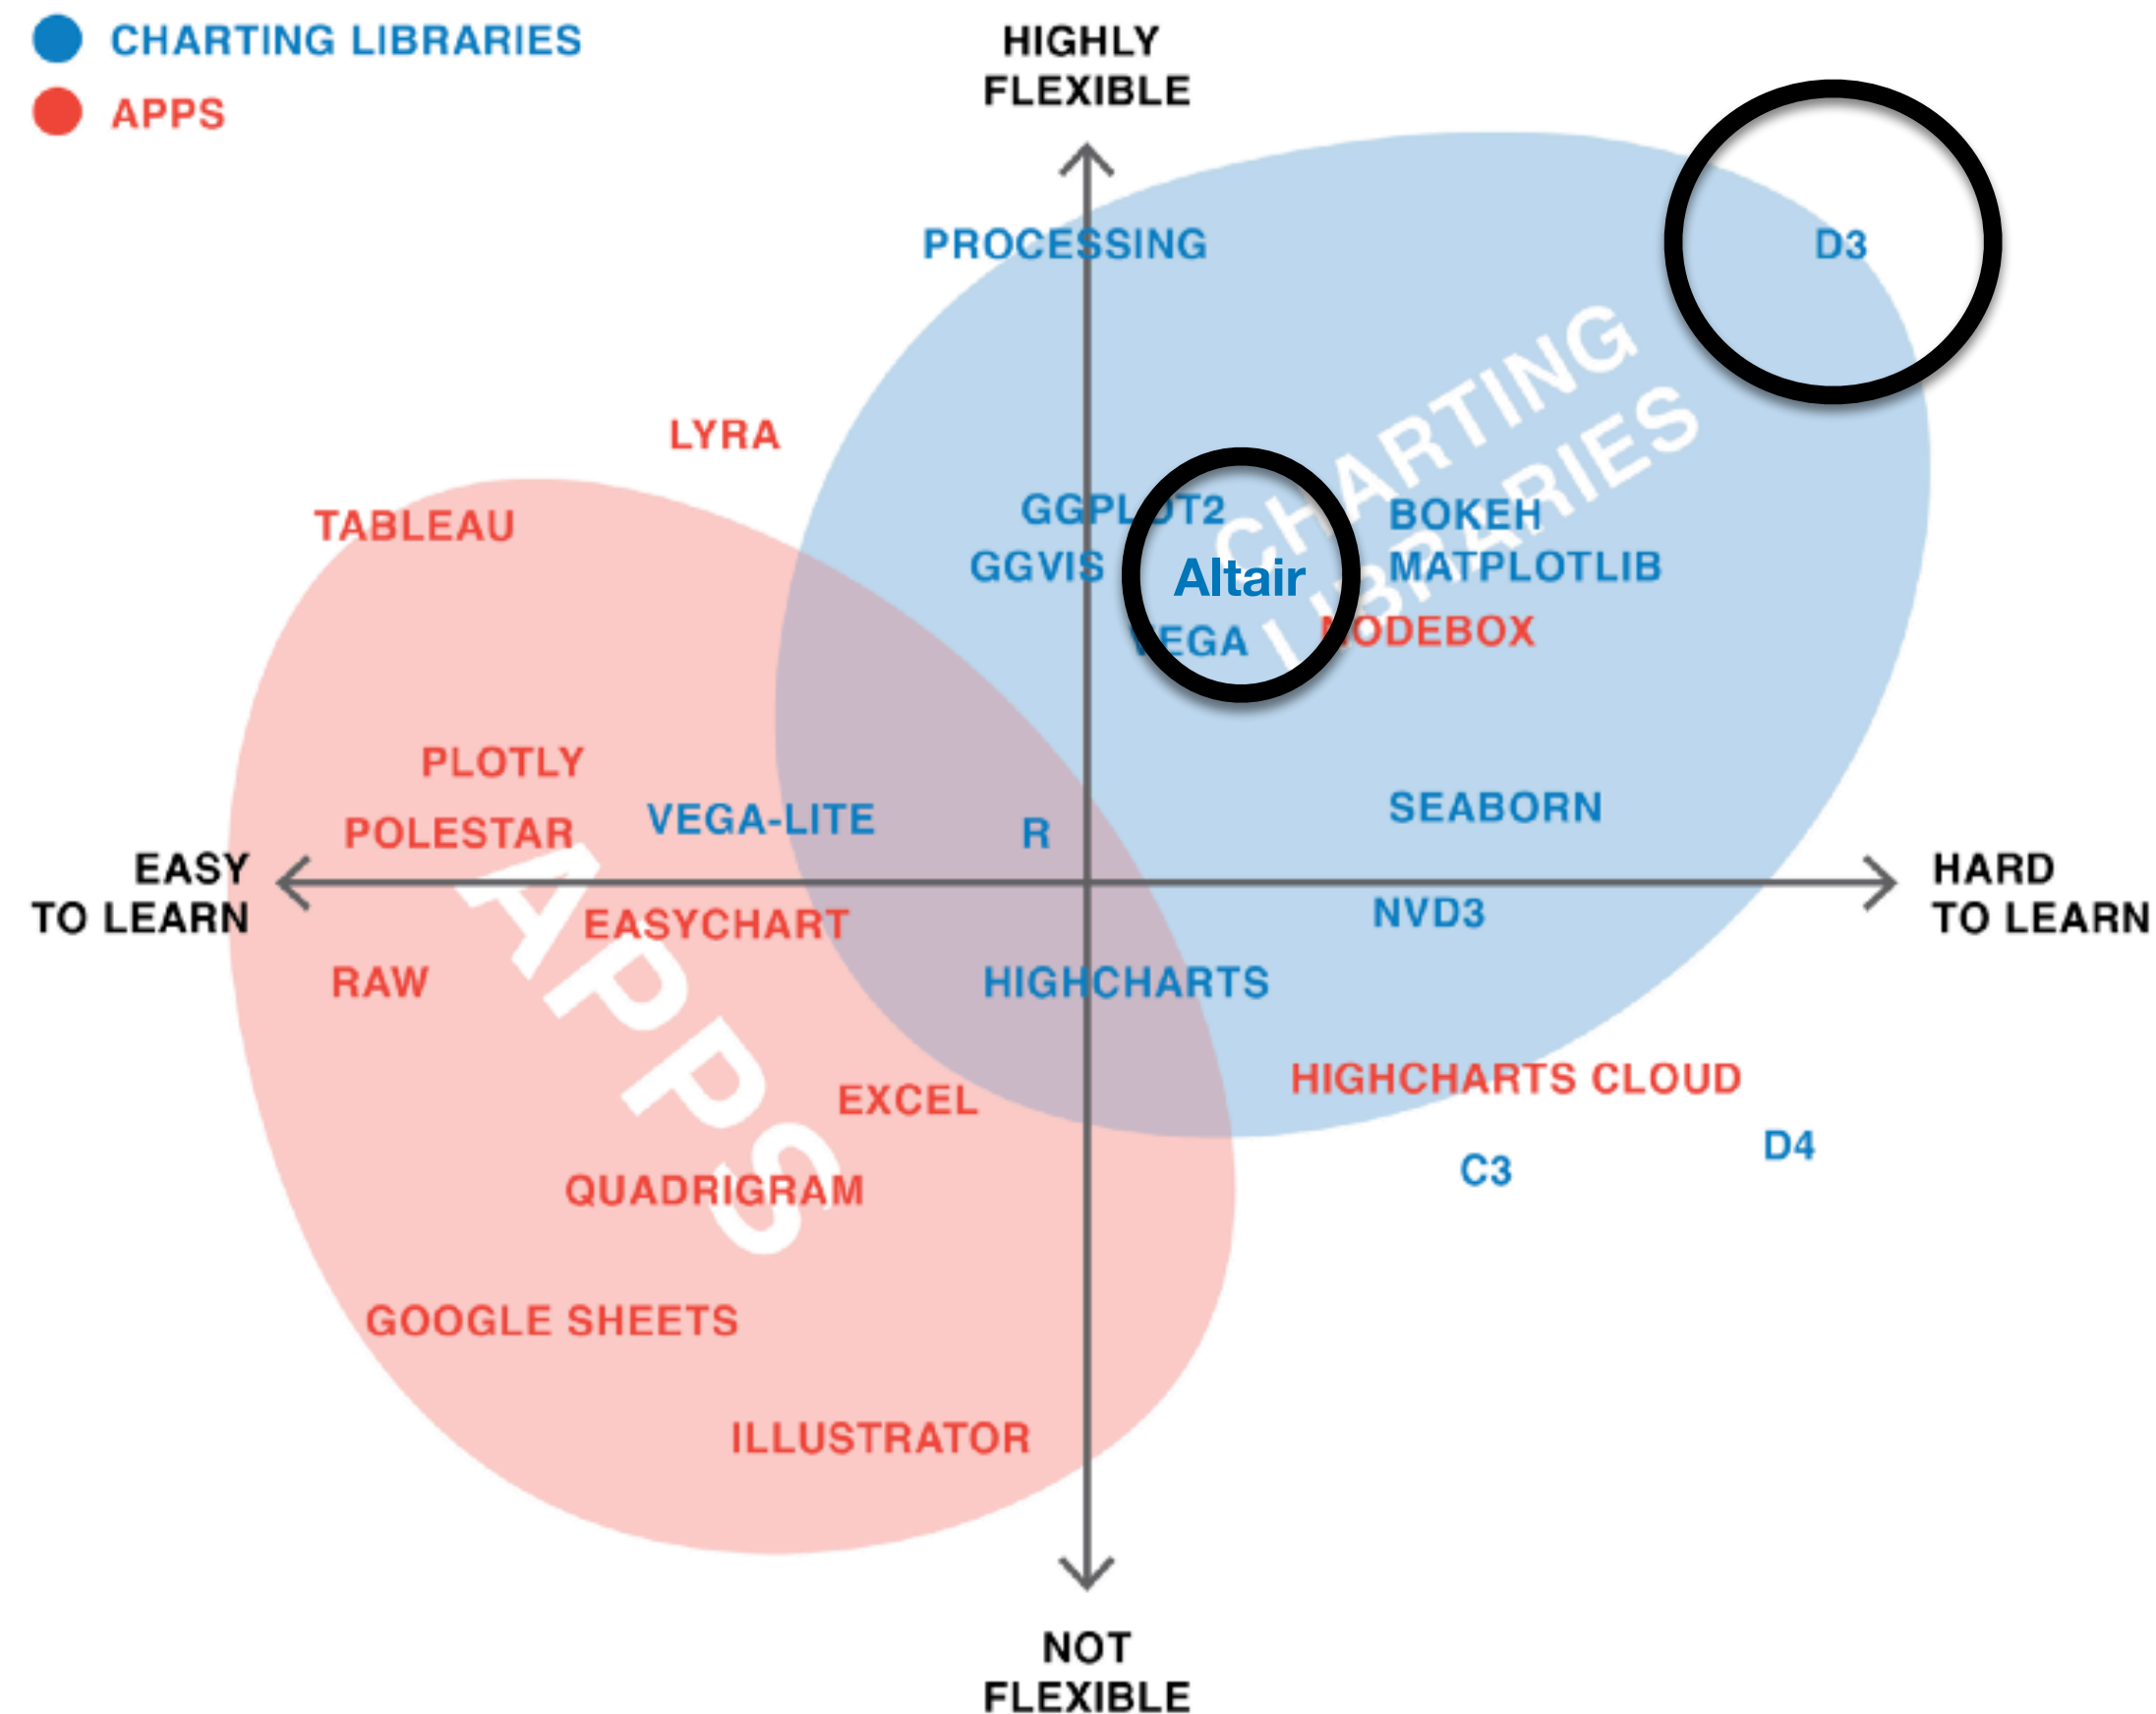 CHARTING LIBRARIES
APPS
HIGHLY
FLEXIBLE
PROCESSING
D3
CHARTING
LIBRARIES
LYRA
TABLEAU
GGPLOT2
BOKEH
GGVIS
Altair
MATPLOTLIB
VEGA
NODEBOX
PLOTLY
POLESTAR
VEGA-LITE
R
SEABORN
EASY
TO LEARN
HARD
TO LEARN
APPS
EASYCHART
NVD3
RAW
HIGHCHARTS
HIGHCHARTS CLOUD
EXCEL
D4
C3
QUADRIGRAM
GOOGLE SHEETS
ILLUSTRATOR
NOT
FLEXIBLE